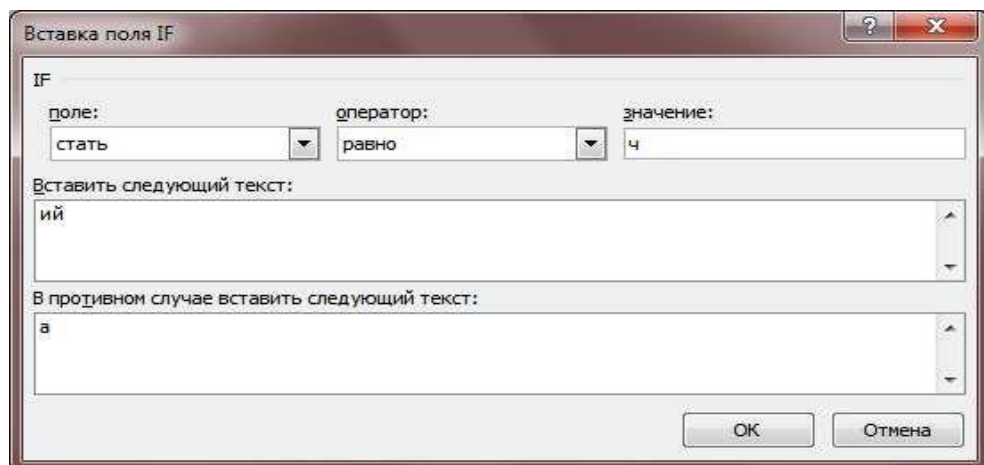 Вставка поля IF
IF
поле: оператор: значение:
стать равно ч
Вставить следующий текст:
ий
В противном случае вставить следующий текст:
а
ОК Отмена